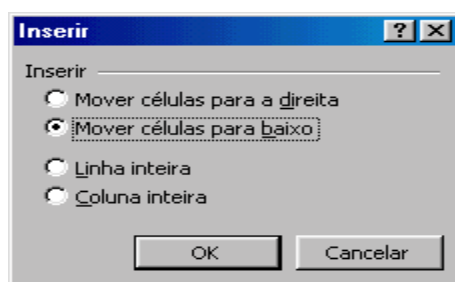 Inserir
Inserir
Mover células para a direita
Mover células para baixo
Linha inteira
Coluna inteira
OK Cancelar